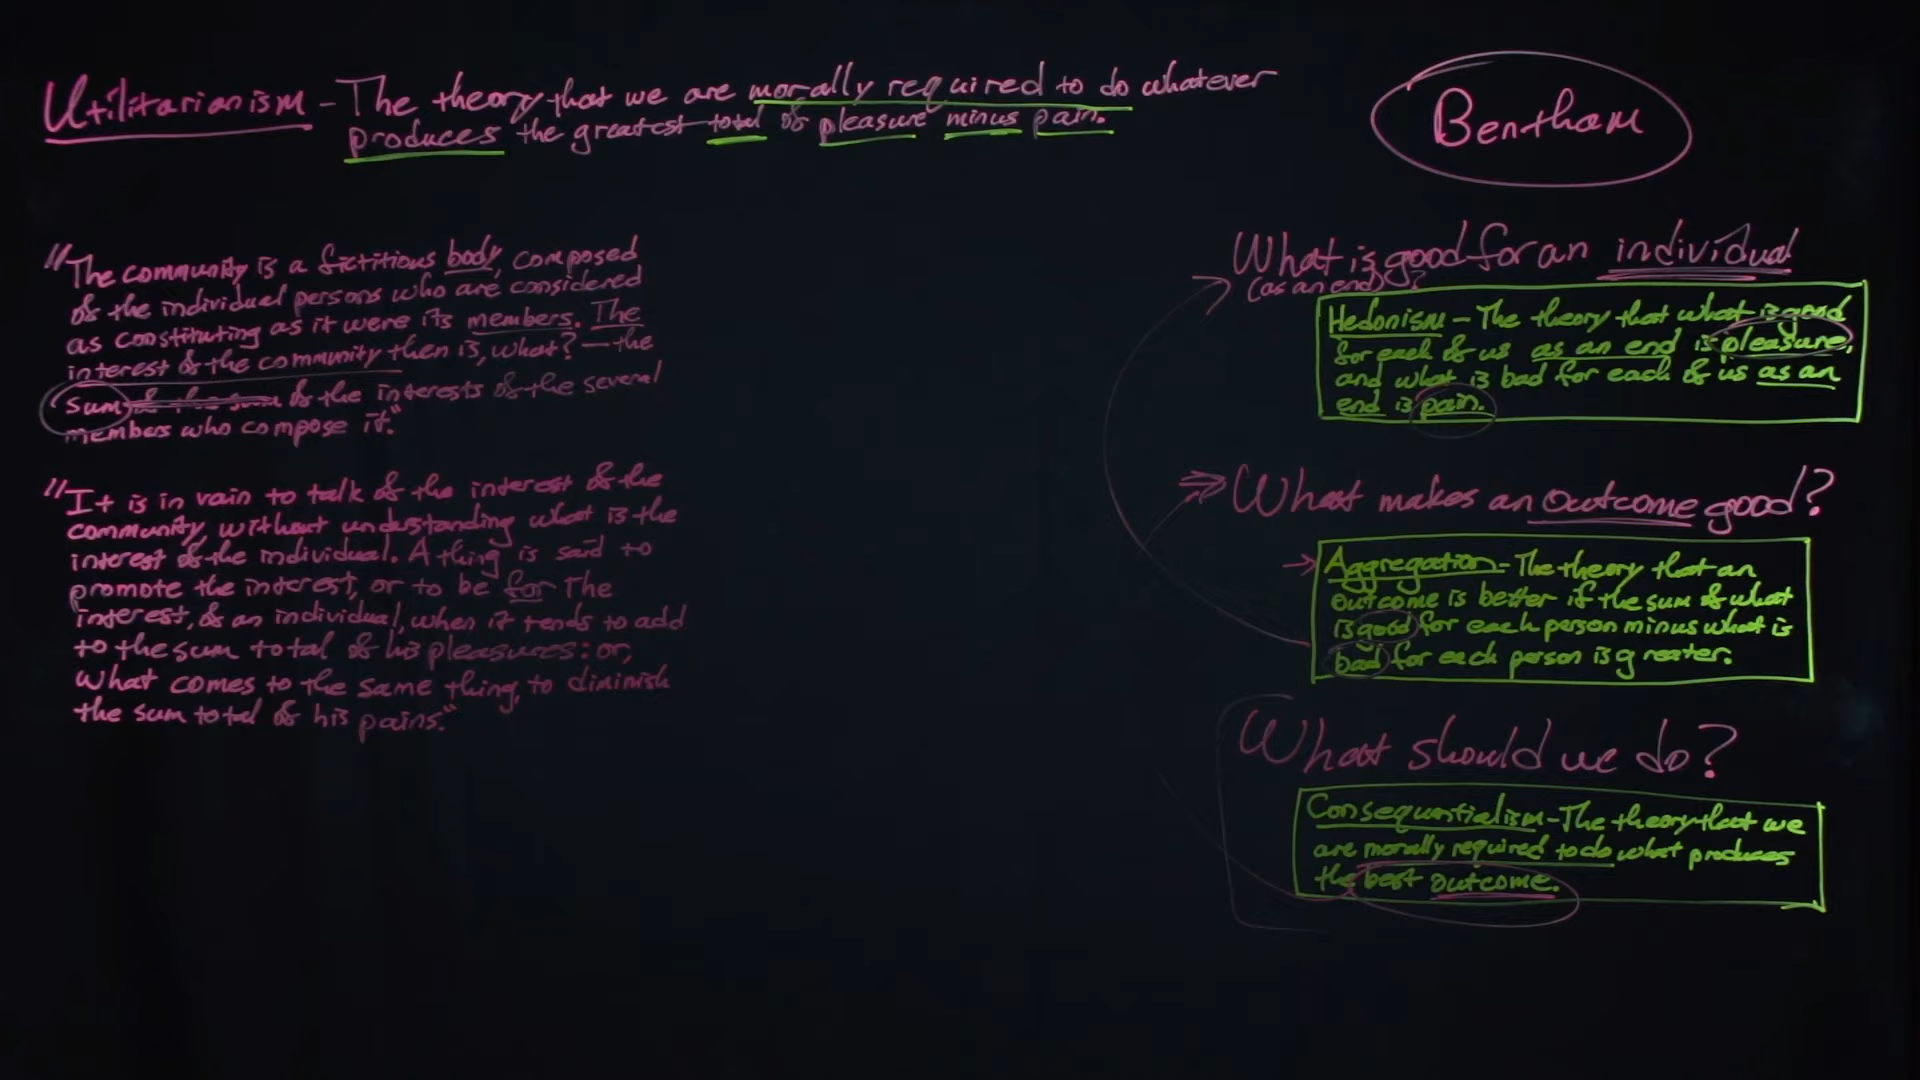 Utilitarianism - The theory that we are morally required to do whatever
produces the greatest total of pleasure minus pain.
Bentham
"The community is a fictitious body, composed
of the individual persons who are considered
as constituting as it were its members. The
interest of the community then is, what? - the
sum of the sum of the interests of the several
members who compose it."
"It is in vain to talk of the interest of the
community, without understanding what is the
interest of the individual. A thing is said to
promote the interest, or to be for the
interest, of an individual, when it tends to add
to the sum total of his pleasures: or,
what comes to the same thing, to diminish
the sum total of his pains."
What is good for an individual
(as an end)?
Hedonism - The theory that what is good
for each of us as an end is pleasure,
and what is bad for each of us as an
end is pain.
What makes an outcome good?
Aggregation - The theory that an
outcome is better if the sum of what
is good for each person minus what is
bad for each person is greater.
What should we do?
Consequentialism - The theory that we
are morally required to do what produces
the best outcome.